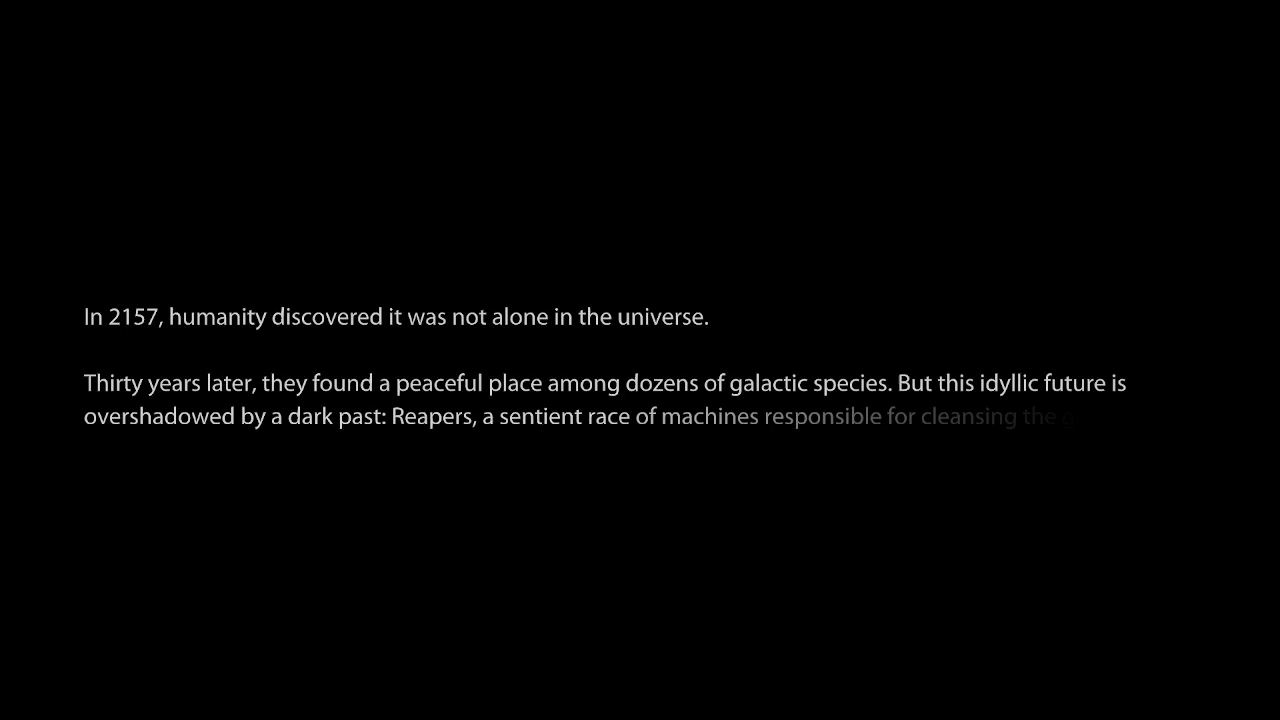 In 2157, humanity discovered it was not alone in the universe.
Thirty years later, they found a peaceful place among dozens of galactic species. But this idyllic future is
overshadowed by a dark past: Reapers, a sentient race of machines responsible for cleansing the